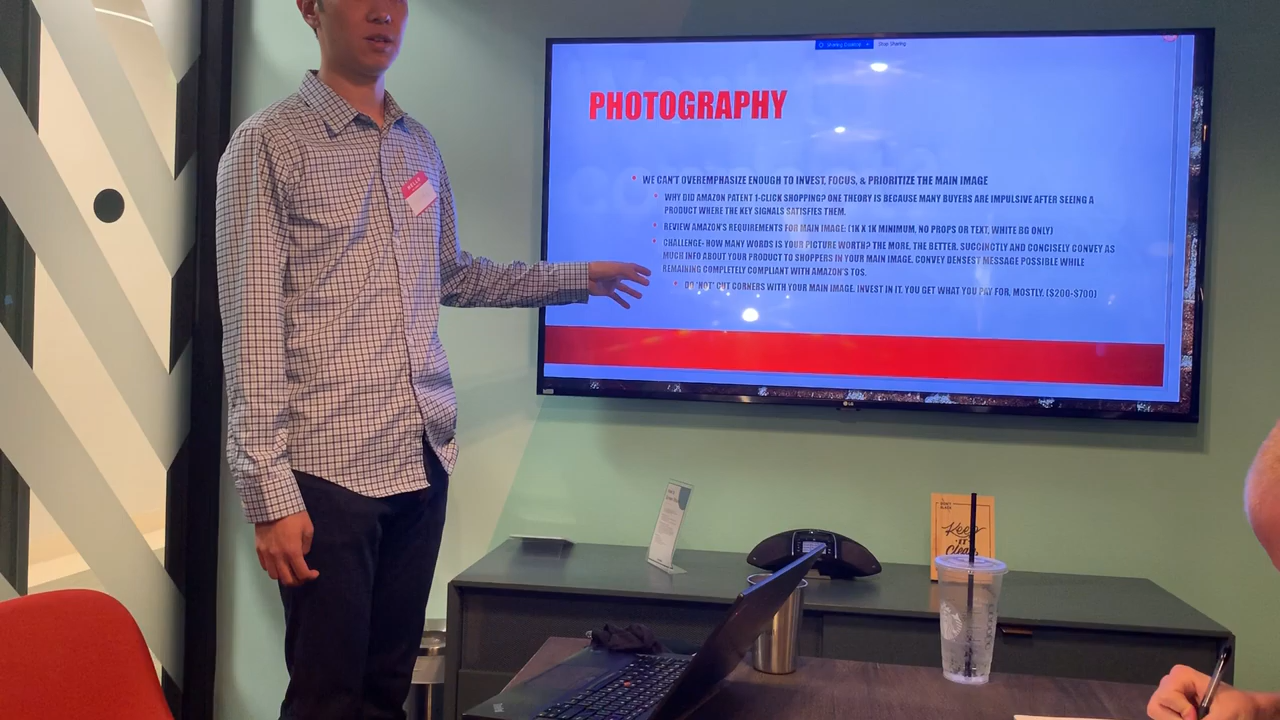 Stop Sharing
PHOTOGRAPHY
WE CAN'T OVEREMPHASIZE ENOUGH TO INVEST, FOCUS, & PRIORITIZE THE MAIN IMAGE
WHY DID AMAZON PATENT 1-CLICK SHOPPING? ONE THEORY IS BECAUSE MANY BUYERS ARE IMPULSIVE AFTER SEEING A
PRODUCT WHERE THE KEY SIGNALS SATISFIES THEM.
REVIEW AMAZON'S REQUIREMENTS FOR MAIN IMAGE: (1K X 1K MINIMUM, NO PROPS OR TEXT, WHITE BG ONLY)
CHALLENGE- HOW MANY WORDS IS YOUR PICTURE WORTH? THE MORE, THE BETTER. SUCCINCTLY AND CONCISELY CONVEY AS
MUCH INFO ABOUT YOUR PRODUCT TO SHOPPERS IN YOUR MAIN IMAGE. CONVEY DENSEST MESSAGE POSSIBLE WHILE
REMAINING COMPLETELY COMPLIANT WITH AMAZON'S TOS.
DO *NOT* CUT CORNERS WITH YOUR MAIN IMAGE. INVEST IN IT. YOU GET WHAT YOU PAY FOR. MOSTLY. ($200-$700)
HELLO
LG
Keep
IT
Clean